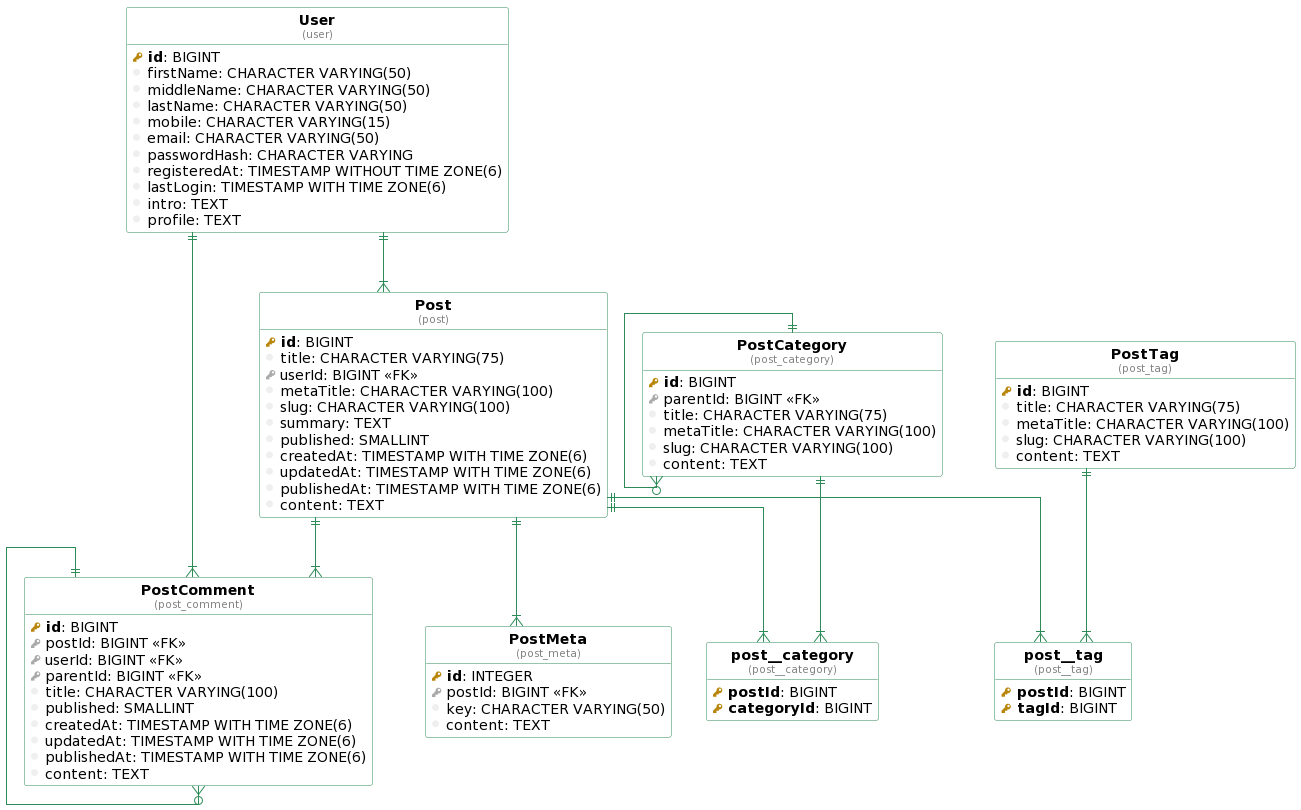 User
(user)
id: BIGINT
firstName: CHARACTER VARYING(50)
middleName: CHARACTER VARYING(50)
lastName: CHARACTER VARYING(50)
mobile: CHARACTER VARYING(15)
email: CHARACTER VARYING(50)
passwordHash: CHARACTER VARYING
registeredAt: TIMESTAMP WITHOUT TIME ZONE(6)
lastLogin: TIMESTAMP WITH TIME ZONE(6)
intro: TEXT
profile: TEXT
Post
(post)
id: BIGINT
title: CHARACTER VARYING(75)
userId: BIGINT «FK»
metaTitle: CHARACTER VARYING(100)
slug: CHARACTER VARYING(100)
summary: TEXT
published: SMALLINT
createdAt: TIMESTAMP WITH TIME ZONE(6)
updatedAt: TIMESTAMP WITH TIME ZONE(6)
publishedAt: TIMESTAMP WITH TIME ZONE(6)
content: TEXT
PostCategory
(post_category)
id: BIGINT
parentId: BIGINT «FK»
title: CHARACTER VARYING(75)
metaTitle: CHARACTER VARYING(100)
slug: CHARACTER VARYING(100)
content: TEXT
PostTag
(post_tag)
id: BIGINT
title: CHARACTER VARYING(75)
metaTitle: CHARACTER VARYING(100)
slug: CHARACTER VARYING(100)
content: TEXT
PostComment
(post_comment)
id: BIGINT
postId: BIGINT «FK»
userId: BIGINT «FK»
parentId: BIGINT «FK»
title: CHARACTER VARYING(100)
published: SMALLINT
createdAt: TIMESTAMP WITH TIME ZONE(6)
updatedAt: TIMESTAMP WITH TIME ZONE(6)
publishedAt: TIMESTAMP WITH TIME ZONE(6)
content: TEXT
PostMeta
(post_meta)
id: INTEGER
postId: BIGINT «FK»
key: CHARACTER VARYING(50)
content: TEXT
post__category
(post__category)
postId: BIGINT
categoryId: BIGINT
post__tag
(post__tag)
postId: BIGINT
tagId: BIGINT